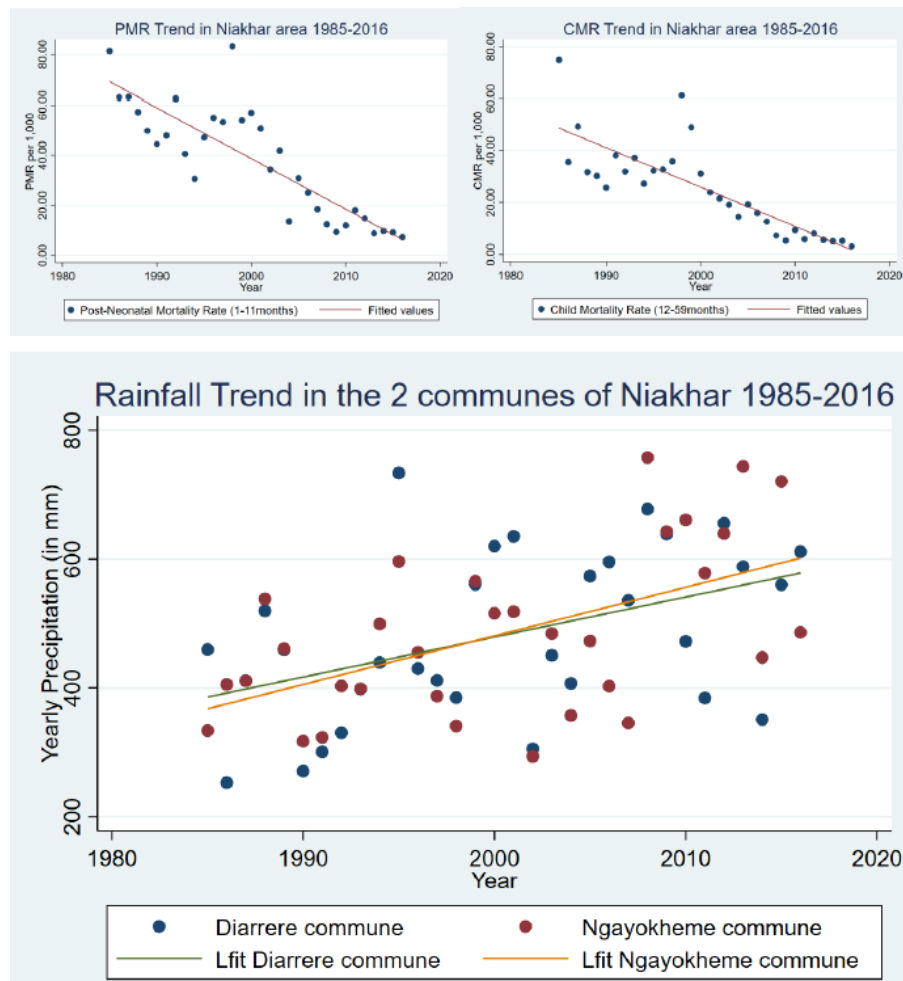 PMR Trend in Niakhar area 1985-2016
PMR per 1,000
80.00
60.00
40.00
20.00
0.00
1980
1990
2000
2010
2020
Year
Post-Neonatal Mortality Rate (1-11months)
Fitted values
CMR Trend in Niakhar area 1985-2016
CMR per 1,000
80.00
60.00
40.00
20.00
0.00
1980
1990
2000
2010
2020
Year
Child Mortality Rate (12-59months)
Fitted values
Rainfall Trend in the 2 communes of Niakhar 1985-2016
Yearly Precipitation (in mm)
800
600
400
200
1980
1990
2000
2010
2020
Year
Diarrere commune
Ngayokheme commune
Lfit Diarrere commune
Lfit Ngayokheme commune